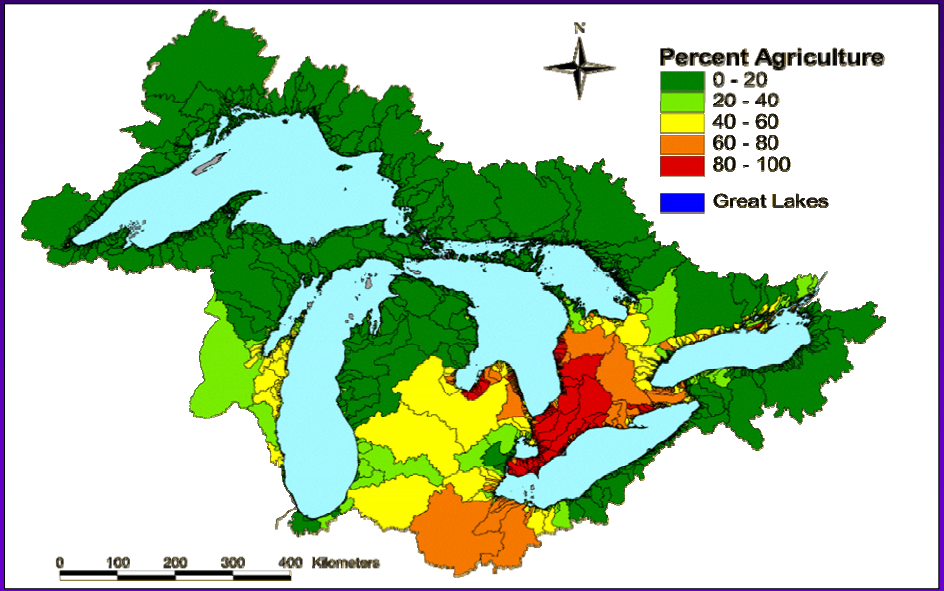 N
Percent Agriculture
0 - 20
20 - 40
40 - 60
60 - 80
80 - 100
Great Lakes
0 100 200 300 400 Kilometers